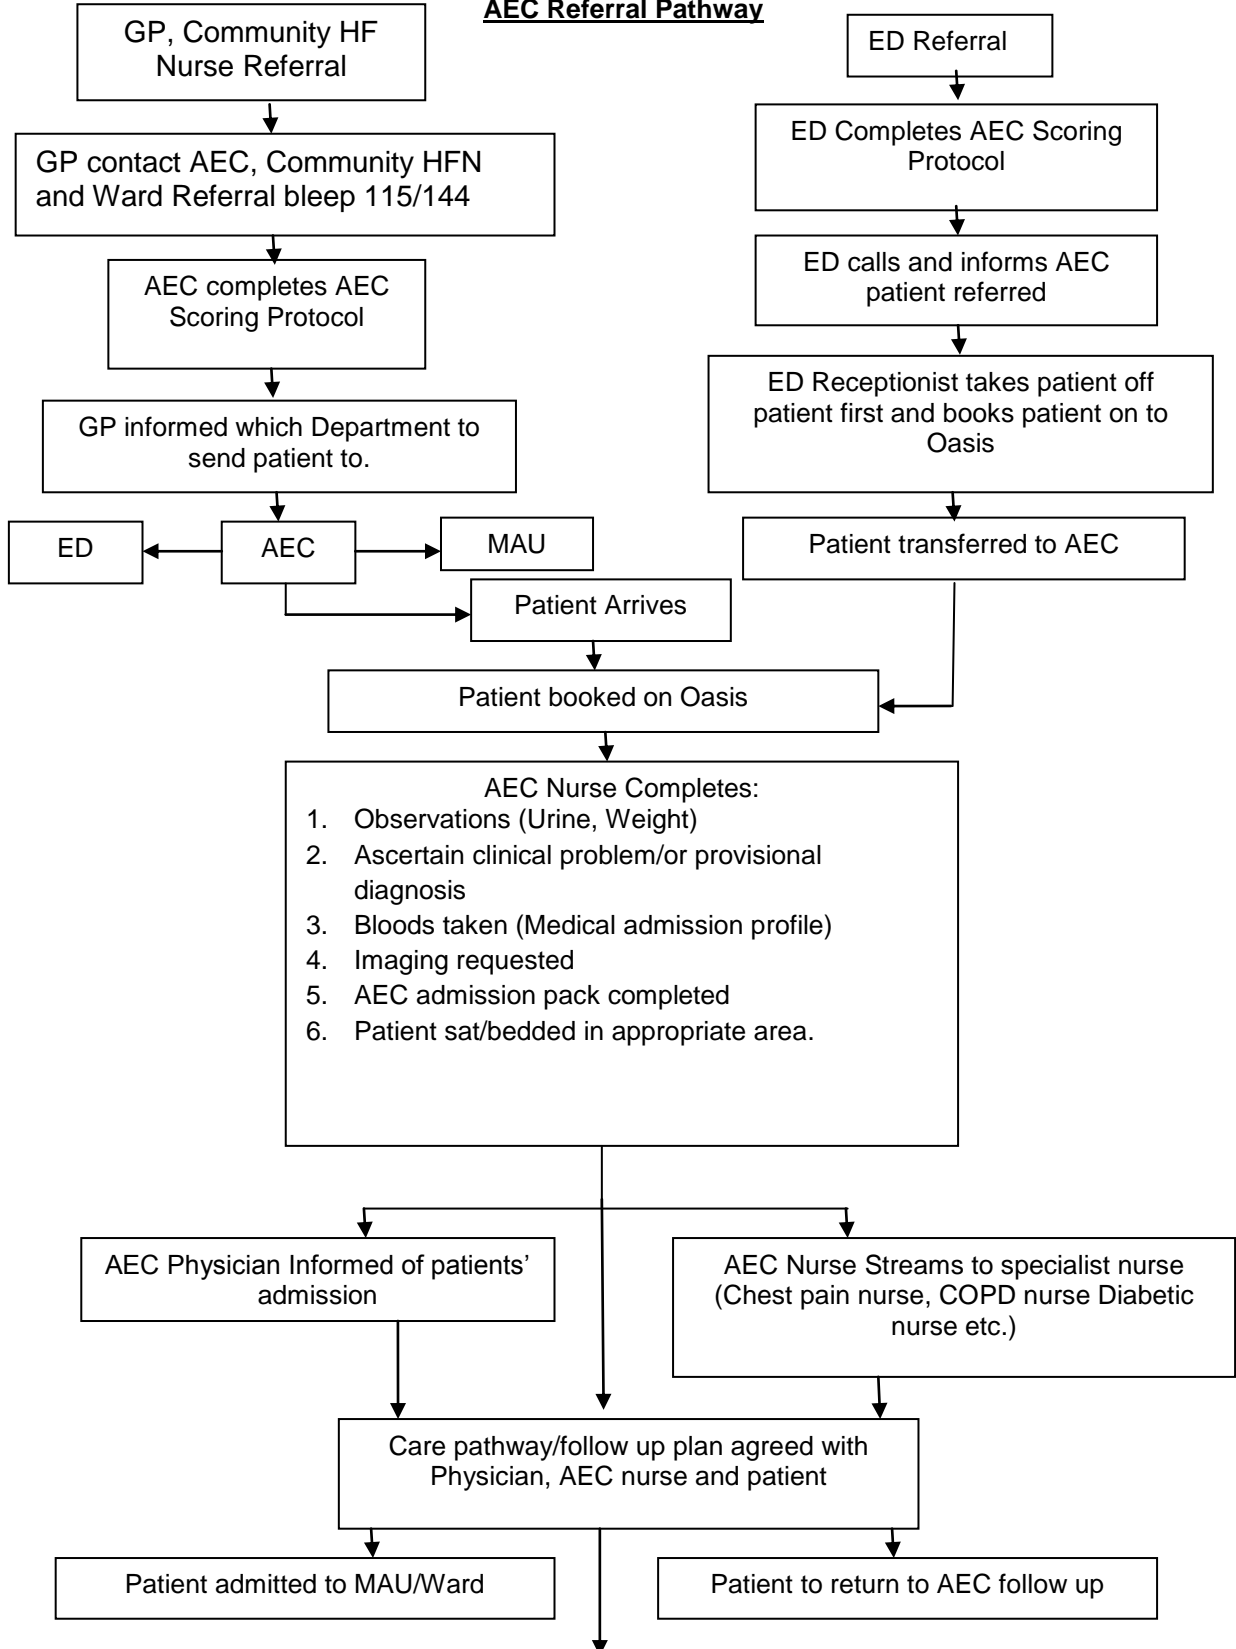 AEC Referral Pathway
GP, Community HF
Nurse Referral
GP contact AEC, Community HFN
and Ward Referral bleep 115/144
AEC completes AEC
Scoring Protocol
GP informed which Department to
send patient to.
ED
AEC
MAU
Patient Arrives
ED Referral
ED Completes AEC Scoring
Protocol
ED calls and informs AEC
patient referred
ED Receptionist takes patient off
patient first and books patient on to
Oasis
Patient transferred to AEC
Patient booked on Oasis
AEC Nurse Completes:
1. Observations (Urine, Weight)
2. Ascertain clinical problem/or provisional
diagnosis
3. Bloods taken (Medical admission profile)
4. Imaging requested
5. AEC admission pack completed
6. Patient sat/bedded in appropriate area.
AEC Physician Informed of patients’
admission
AEC Nurse Streams to specialist nurse
(Chest pain nurse, COPD nurse Diabetic
nurse etc.)
Care pathway/follow up plan agreed with
Physician, AEC nurse and patient
Patient admitted to MAU/Ward
Patient to return to AEC follow up